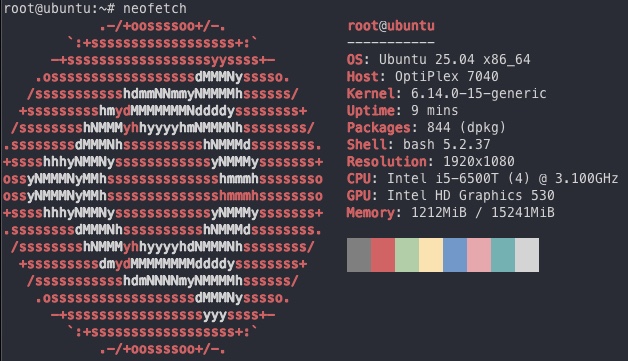 root@ubuntu:~# neofetch
            .-/+oossssoo+/-.               root@ubuntu
        `:+ssssssssssssssssss+:`           -----------
      -+ssssssssssssssssssyyssss+-         OS: Ubuntu 25.04 x86_64
    .ossssssssssssssssssdMMMNysssso.       Host: OptiPlex 7040
   /ssssssssssshdmmNNmmyNMMMMhssssss/      Kernel: 6.14.0-15-generic
  +ssssssssshmydMMMMMMMNddddyssssssss+     Uptime: 9 mins
 /sssssssshNMMMyhhyyyyhmNMMMNhssssssss/    Packages: 844 (dpkg)
.ssssssssdMMMNhsssssssssshNMMMdssssssss.   Shell: bash 5.2.37
+sssshhhyNMMNyssssssssssssyNMMMysssssss+   Resolution: 1920x1080
ossyNMMMNyMMhsssssssssssssshmmmhssssssso   CPU: Intel i5-6500T (4) @ 3.100GHz
ossyNMMMNyMMhsssssssssssssshmmmhssssssso   GPU: Intel HD Graphics 530
+sssshhhyNMMNyssssssssssssyNMMMysssssss+   Memory: 1212MiB / 15241MiB
.ssssssssdMMMNhsssssssssshNMMMdssssssss.
 /sssssssshNMMMyhhyyyyhdNMMMNhssssssss/
  +sssssssssdmydMMMMMMMMddddyssssssss+
   /ssssssssssshdmNNNNmyNMMMMhssssss/
    .ossssssssssssssssssdMMMNysssso.
      -+sssssssssssssssssyyyssss+-
        `:+ssssssssssssssssss+:`
            .-/+oossssoo+/-.